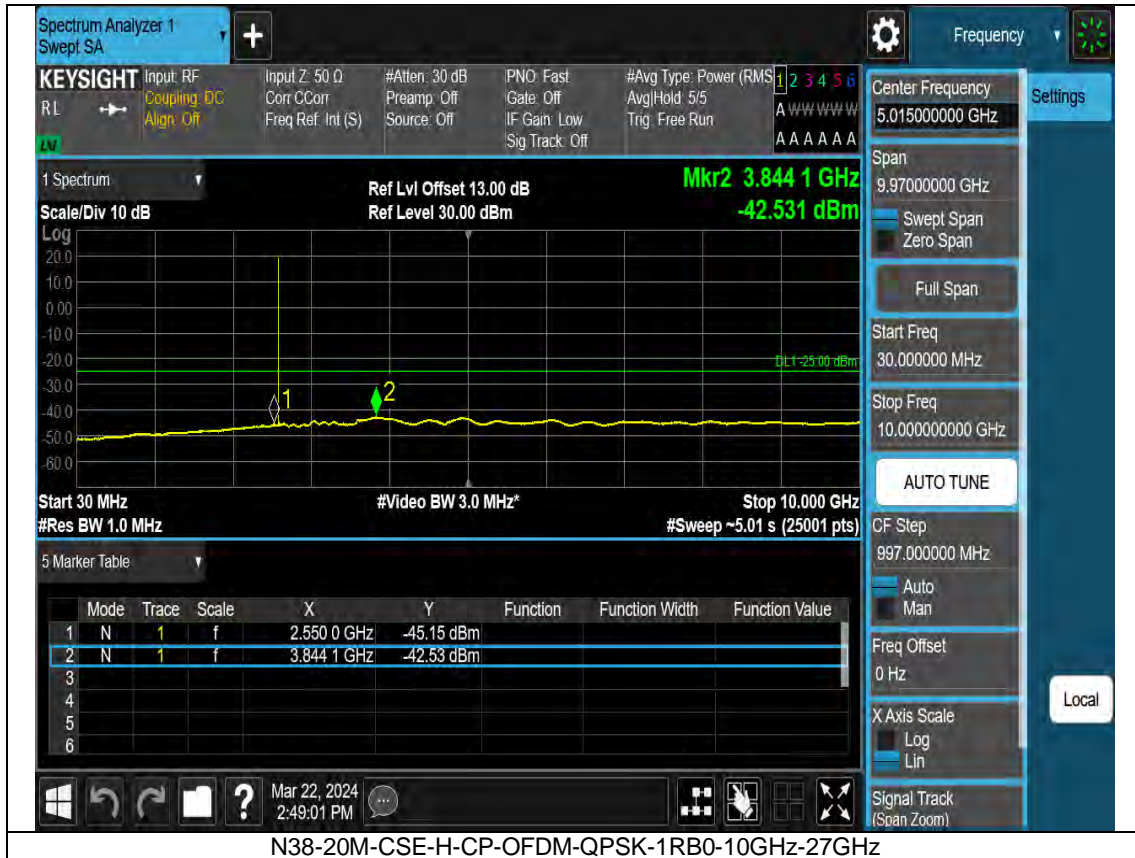 Spectrum Analyzer 1
Swept SA
Frequency
KEYSIGHT
RL
Input: RF
Coupling: DC
Align: Off
Input Z: 50 Ω
Corr CCorr
Freq Ref: Int (S)
#Atten: 30 dB
Preamp: Off
Source: Off
PNO: Fast
Gate: Off
IF Gain: Low
Sig Track: Off
#Avg Type: Power (RMS
Avg|Hold: 5/5
Trig: Free Run
1 2 3 4 5 6
A W W W W W
A A A A A A
1 Spectrum
Ref Lvl Offset 13.00 dB
Mkr2 3.844 1 GHz
Scale/Div 10 dB
Ref Level 30.00 dBm
-42.531 dBm
Log
20.0
10.0
0.00
-10.0
-20.0
DL1 -25.00 dBm
-30.0
1
2
-40.0
-50.0
-60.0
Start 30 MHz
#Video BW 3.0 MHz*
Stop 10.000 GHz
#Res BW 1.0 MHz
#Sweep ~5.01 s (25001 pts)
5 Marker Table
Mode Trace Scale X Y Function Function Width Function Value
1 N 1 f 2.550 0 GHz -45.15 dBm
2 N 1 f 3.844 1 GHz -42.53 dBm
3
4
5
6
Mar 22, 2024
2:49:01 PM
?
Center Frequency
5.015000000 GHz
Settings
Span
9.97000000 GHz
Swept Span
Zero Span
Full Span
Start Freq
30.000000 MHz
Stop Freq
10.000000000 GHz
AUTO TUNE
CF Step
997.000000 MHz
Auto
Man
Freq Offset
0 Hz
X Axis Scale
Log
Lin
Local
Signal Track
(Span Zoom)
N38-20M-CSE-H-CP-OFDM-QPSK-1RB0-10GHz-27GHz